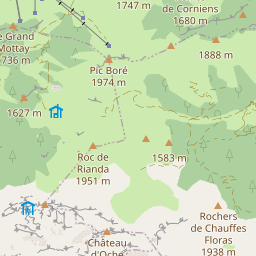 1747 m
de Corniens
1680 m
e Grand
Mottay
736 m
1888 m
Pic Boré
1974 m
1627 m
Roc de
Rianda
1951 m
1583 m
Rochers
de Chauffes
Floras
1938 m
Château
d'Oche